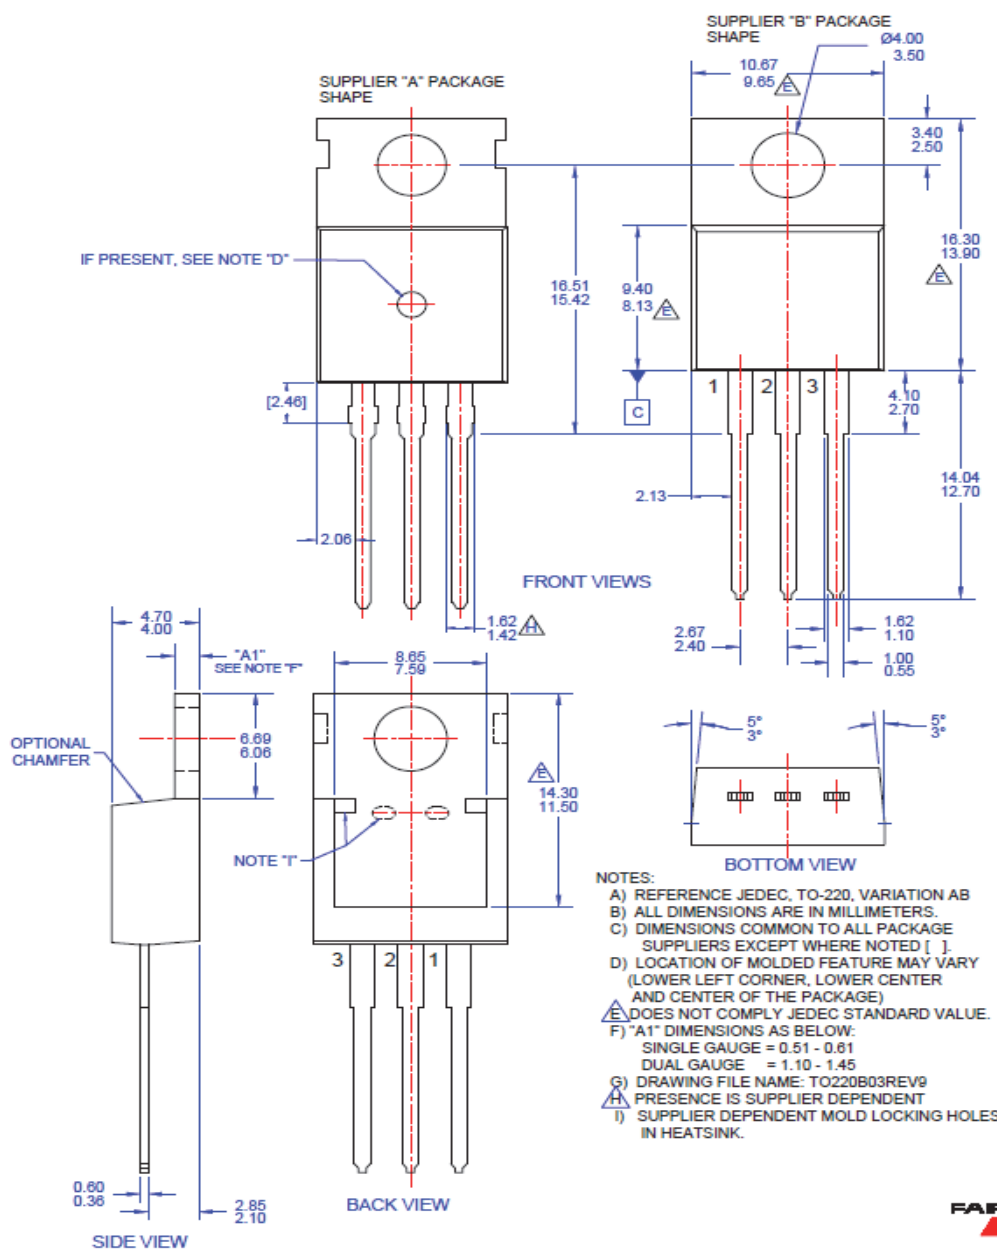 SUPPLIER "B" PACKAGE
SHAPE
Ø4.00
3.50
10.67
9.65 E
SUPPLIER "A" PACKAGE
SHAPE
3.40
2.50
IF PRESENT, SEE NOTE "D"
16.51
15.42
9.40
8.13 E
16.30
13.90
E
[2.46]
C
1 2 3
4.10
2.70
2.13
14.04
12.70
2.06
FRONT VIEWS
1.62
1.42 H
2.67
2.40
1.62
1.10
1.00
0.55
4.70
4.00
"A1"
SEE NOTE "F"
8.65
7.59
5°
3°
5°
3°
OPTIONAL
CHAMFER
6.69
6.06
E
14.30
11.50
NOTE "I"
BOTTOM VIEW
3 2 1
NOTES:
A) REFERENCE JEDEC, TO-220, VARIATION AB
B) ALL DIMENSIONS ARE IN MILLIMETERS.
C) DIMENSIONS COMMON TO ALL PACKAGE
SUPPLIERS EXCEPT WHERE NOTED [ ].
D) LOCATION OF MOLDED FEATURE MAY VARY
(LOWER LEFT CORNER, LOWER CENTER
AND CENTER OF THE PACKAGE)
E DOES NOT COMPLY JEDEC STANDARD VALUE.
F) "A1" DIMENSIONS AS BELOW:
SINGLE GAUGE = 0.51 - 0.61
DUAL GAUGE = 1.10 - 1.45
G) DRAWING FILE NAME: TO220B03REV9
H PRESENCE IS SUPPLIER DEPENDENT
I) SUPPLIER DEPENDENT MOLD LOCKING HOLES
IN HEATSINK.
0.60
0.36
2.85
2.10
BACK VIEW
SIDE VIEW